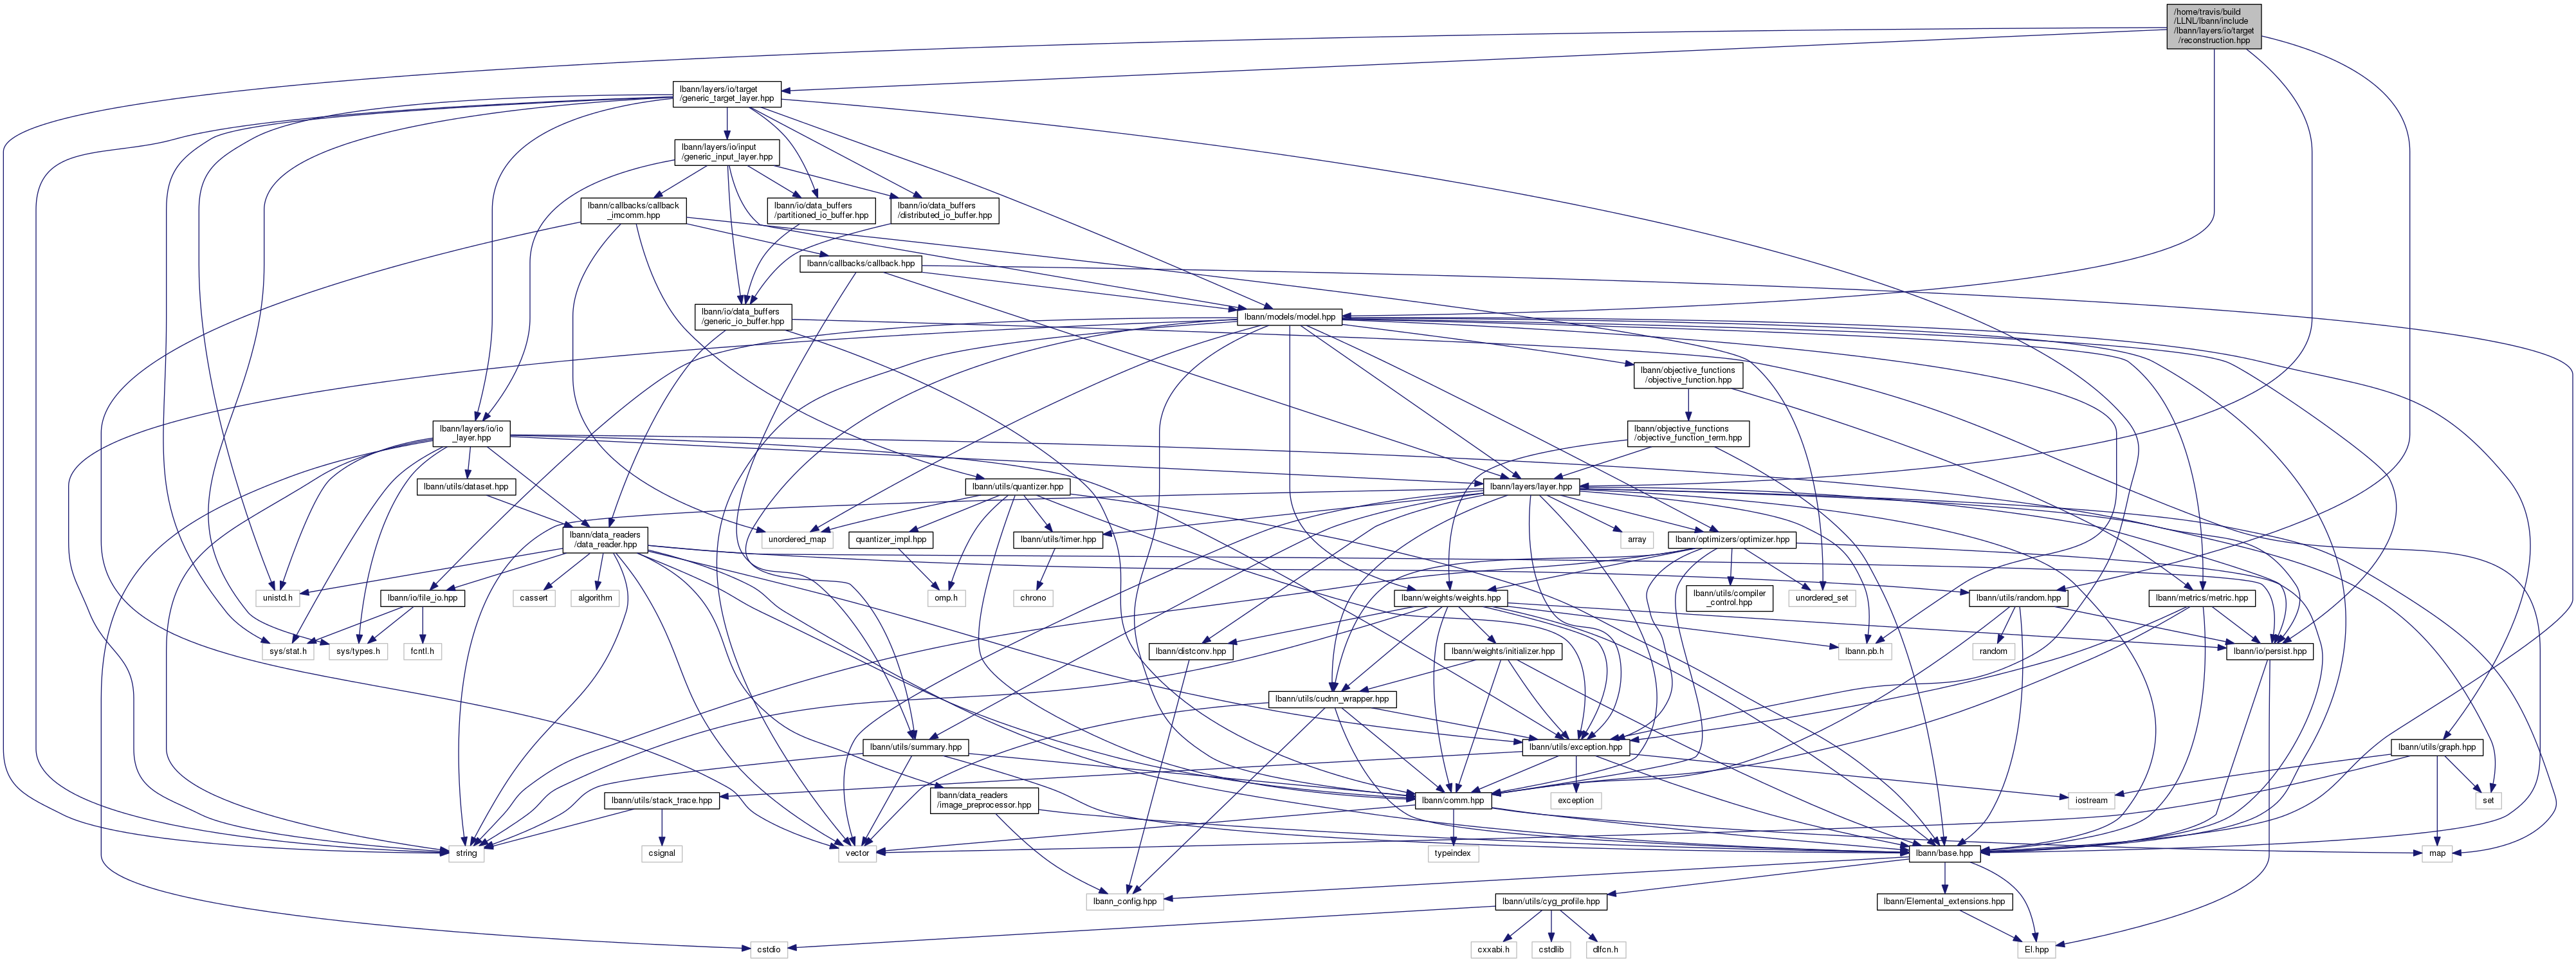 /home/travis/build
/LLNL/lbann/include
/lbann/layers/io/target
/reconstruction.hpp
lbann/layers/io/target
/generic_target_layer.hpp
lbann/layers/io/input
/generic_input_layer.hpp
lbann/callbacks/callback
_imcomm.hpp
lbann/io/data_buffers
/partitioned_io_buffer.hpp
lbann/io/data_buffers
/distributed_io_buffer.hpp
lbann/callbacks/callback.hpp
lbann/io/data_buffers
/generic_io_buffer.hpp
lbann/models/model.hpp
lbann/objective_functions
/objective_function.hpp
lbann/layers/io/io
_layer.hpp
lbann/objective_functions
/objective_function_term.hpp
lbann/utils/dataset.hpp
lbann/utils/quantizer.hpp
lbann/layers/layer.hpp
lbann/data_readers
/data_reader.hpp
unordered_map
quantizer_impl.hpp
lbann/utils/timer.hpp
array
lbann/optimizers/optimizer.hpp
unistd.h
lbann/io/file_io.hpp
cassert
algorithm
omp.h
chrono
lbann/weights/weights.hpp
lbann/utils/compiler
_control.hpp
unordered_set
lbann/utils/random.hpp
lbann/metrics/metric.hpp
sys/stat.h
sys/types.h
fcntl.h
lbann/distconv.hpp
lbann/weights/initializer.hpp
lbann.pb.h
random
lbann/io/persist.hpp
lbann/utils/cudnn_wrapper.hpp
lbann/utils/summary.hpp
lbann/utils/exception.hpp
lbann/utils/graph.hpp
lbann/utils/stack_trace.hpp
lbann/data_readers
/image_preprocessor.hpp
lbann/comm.hpp
exception
iostream
set
string
csignal
vector
typeindex
lbann/base.hpp
map
lbann_config.hpp
lbann/utils/cyg_profile.hpp
lbann/Elemental_extensions.hpp
cstdio
cxxabi.h
cstdlib
dlfcn.h
El.hpp